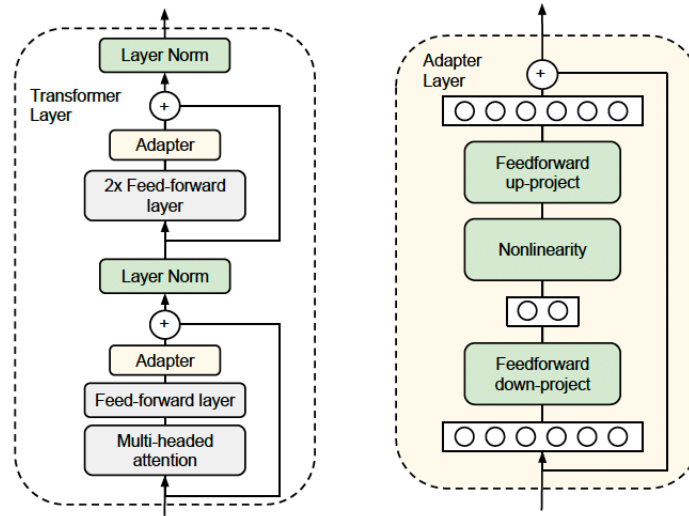 Layer Norm
Transformer
Layer
+
Adapter
2x Feed-forward
layer
Layer Norm
+
Adapter
Feed-forward layer
Multi-headed
attention
Adapter
Layer
+
Feedforward
up-project
Nonlinearity
Feedforward
down-project